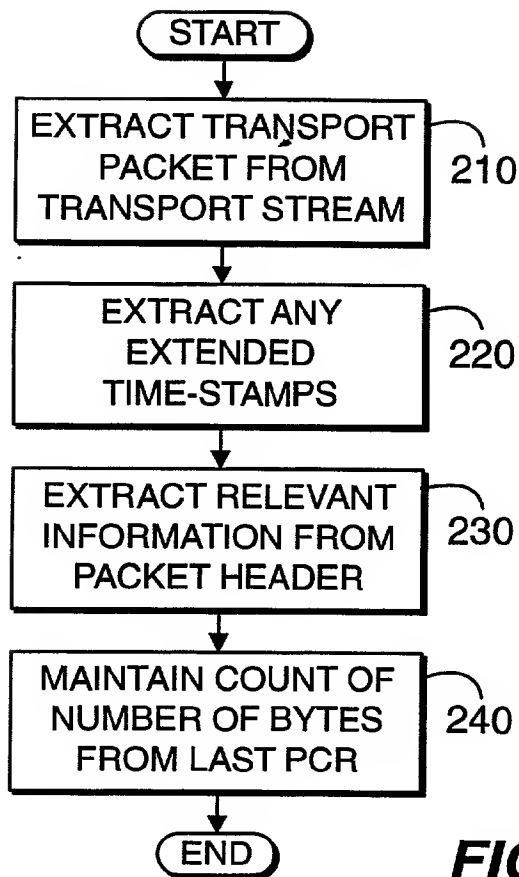 START
EXTRACT TRANSPORT
PACKET FROM
TRANSPORT STREAM
210
EXTRACT ANY
EXTENDED
TIME-STAMPS
220
EXTRACT RELEVANT
INFORMATION FROM
PACKET HEADER
230
MAINTAIN COUNT OF
NUMBER OF BYTES
FROM LAST PCR
240
END